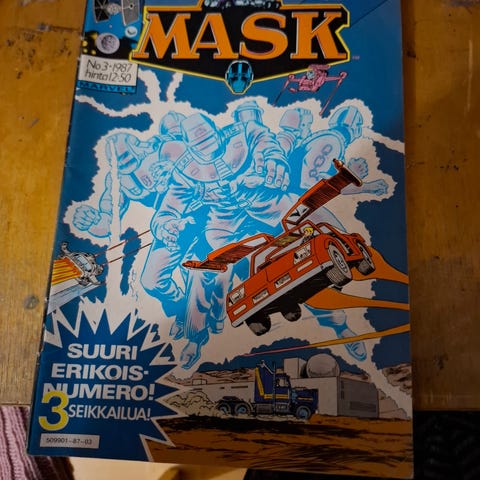 MASK
No 3 • 1987
hinta 12:50
MARVEL
SUURI
ERIKOIS-
NUMERO!
3 SEIKKAILUA!
509901-87-03